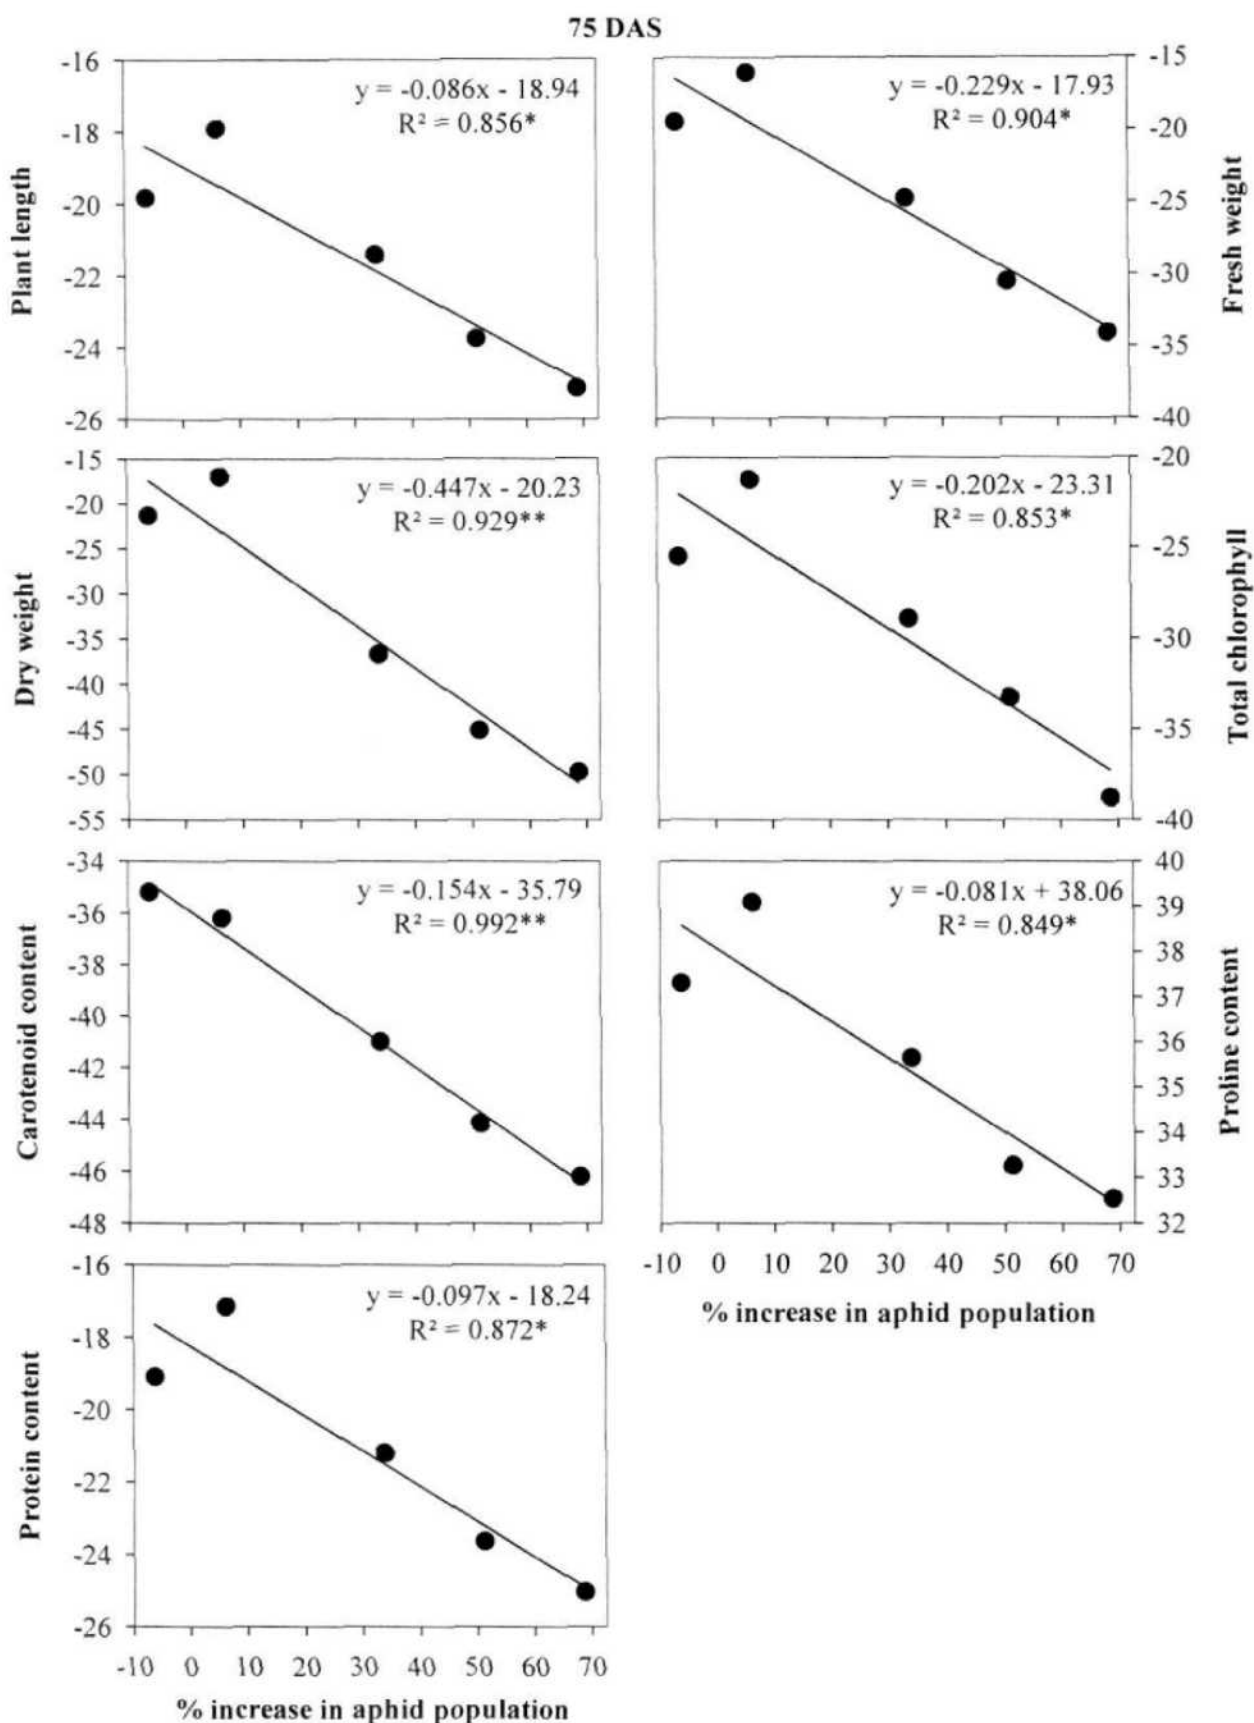 75 DAS
-16
-18
-20
-22
-24
-26
Plant length
y = -0.086x - 18.94
R² = 0.856*
y = -0.229x - 17.93
R² = 0.904*
-15
-20
-25
-30
-35
-40
Fresh weight
-15
-20
-25
-30
-35
-40
-45
-50
-55
Dry weight
y = -0.447x - 20.23
R² = 0.929**
y = -0.202x - 23.31
R² = 0.853*
-20
-25
-30
-35
-40
Total chlorophyll
-34
-36
-38
-40
-42
-44
-46
-48
Carotenoid content
y = -0.154x - 35.79
R² = 0.992**
y = -0.081x + 38.06
R² = 0.849*
40
39
38
37
36
35
34
33
32
Proline content
-10 0 10 20 30 40 50 60 70
% increase in aphid population
-16
-18
-20
-22
-24
-26
Protein content
y = -0.097x - 18.24
R² = 0.872*
-10 0 10 20 30 40 50 60 70
% increase in aphid population